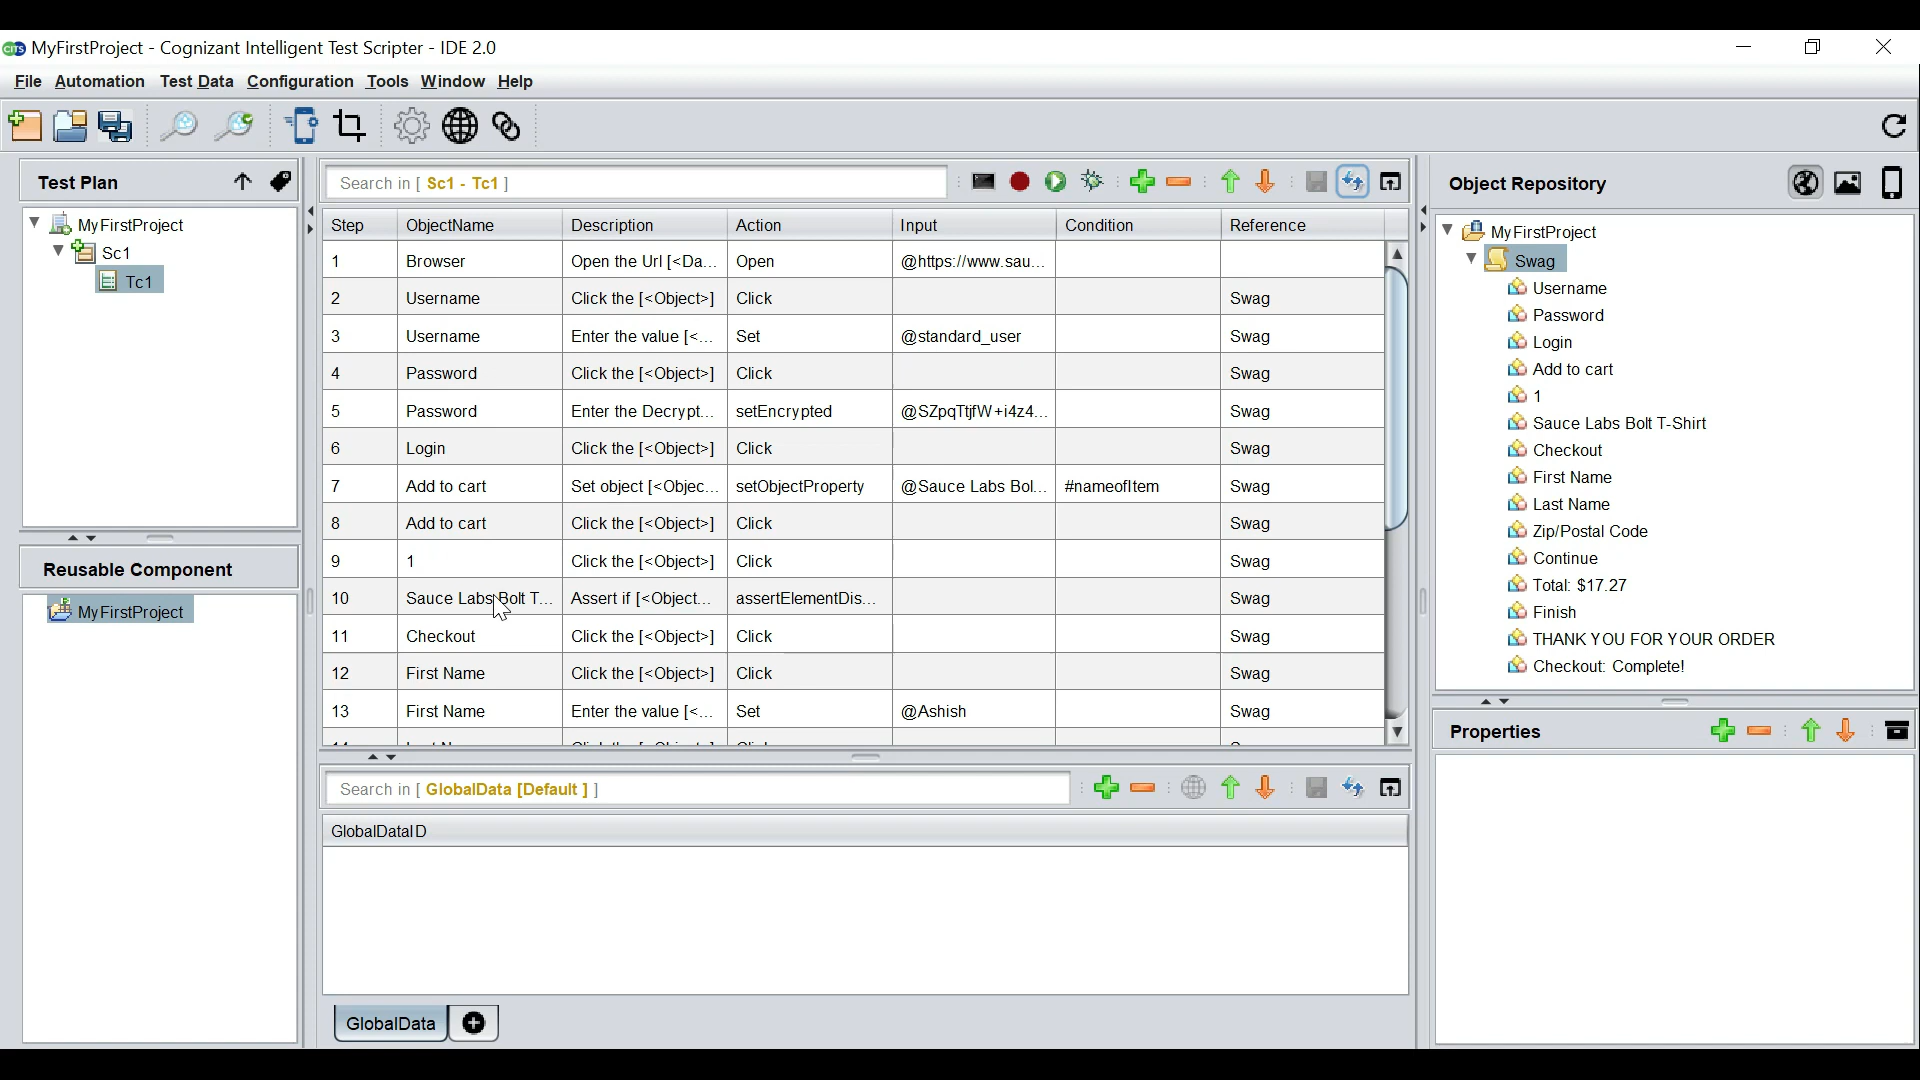 CITS MyFirstProject - Cognizant Intelligent Test Scripter - IDE 2.0
File Automation Test Data Configuration Tools Window Help
Test Plan
MyFirstProject
Sc1
Tc1
Reusable Component
MyFirstProject
Search in [ Sc1 - Tc1 ]
Step ObjectName Description Action Input Condition Reference
1 Browser Open the Url [<Da... Open @https://www.sau...
2 Username Click the [<Object>] Click Swag
3 Username Enter the value [<... Set @standard_user Swag
4 Password Click the [<Object>] Click Swag
5 Password Enter the Decrypt... setEncrypted @SZpqTtjfW+i4z4... Swag
6 Login Click the [<Object>] Click Swag
7 Add to cart Set object [<Objec... setObjectProperty @Sauce Labs Bol... #nameofItem Swag
8 Add to cart Click the [<Object>] Click Swag
9 1 Click the [<Object>] Click Swag
10 Sauce Labs Bolt T... Assert if [<Object... assertElementDis... Swag
11 Checkout Click the [<Object>] Click Swag
12 First Name Click the [<Object>] Click Swag
13 First Name Enter the value [<... Set @Ashish Swag
Search in [ GlobalData [Default ] ]
GlobalDataID
GlobalData
Object Repository
MyFirstProject
Swag
Username
Password
Login
Add to cart
1
Sauce Labs Bolt T-Shirt
Checkout
First Name
Last Name
Zip/Postal Code
Continue
Total: $17.27
Finish
THANK YOU FOR YOUR ORDER
Checkout: Complete!
Properties